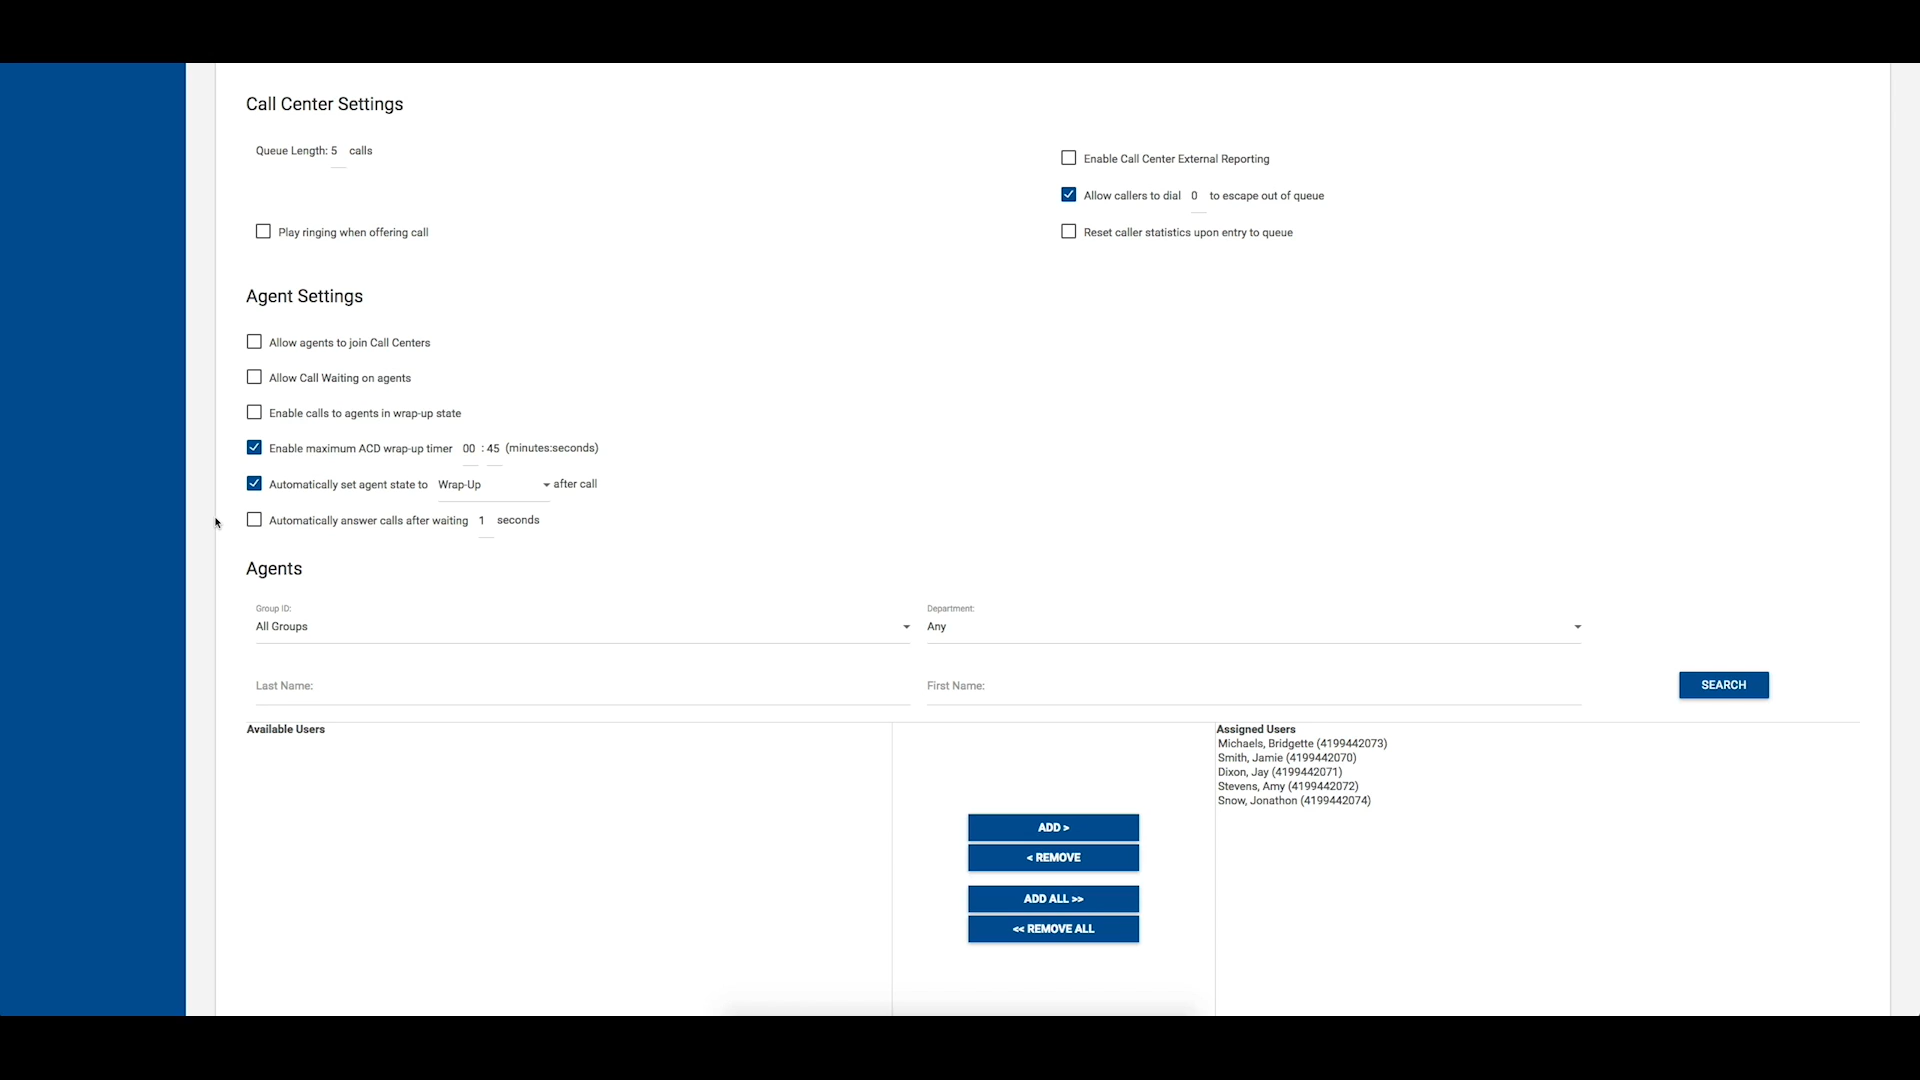 Call Center Settings
Queue Length: 5 calls
Enable Call Center External Reporting
Allow callers to dial 0 to escape out of queue
Play ringing when offering call
Reset caller statistics upon entry to queue
Agent Settings
Allow agents to join Call Centers
Allow Call Waiting on agents
Enable calls to agents in wrap-up state
Enable maximum ACD wrap-up timer 00 : 45 (minutes:seconds)
Automatically set agent state to Wrap-Up after call
Automatically answer calls after waiting 1 seconds
Agents
Group ID:
All Groups
Department:
Any
Last Name:
First Name:
SEARCH
Available Users
Assigned Users
Michaels, Bridgette (4199442073)
Smith, Jamie (4199442070)
Dixon, Jay (4199442071)
Stevens, Amy (4199442072)
Snow, Jonathon (4199442074)
ADD >
< REMOVE
ADD ALL >>
<< REMOVE ALL